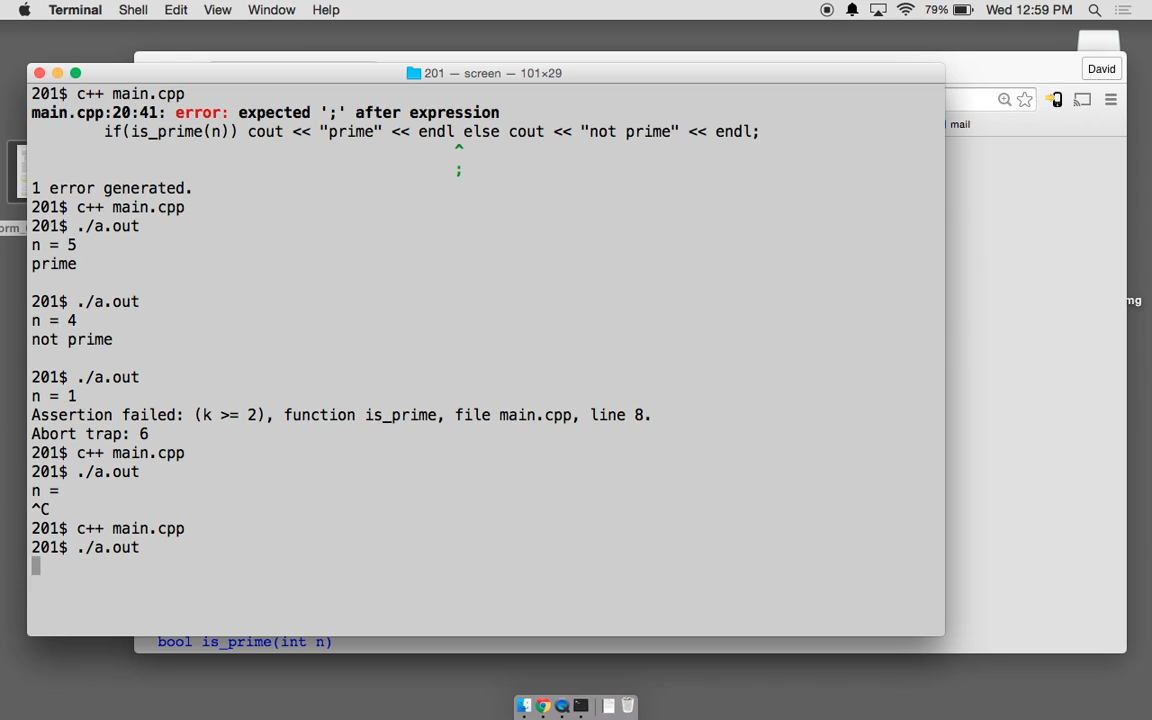 Terminal Shell Edit View Window Help 79% Wed 12:59 PM
201 — screen — 101×29
David
mail
201$ c++ main.cpp
main.cpp:20:41: error: expected ';' after expression
if(is_prime(n)) cout << "prime" << endl else cout << "not prime" << endl;
^
;
1 error generated.
201$ c++ main.cpp
201$ ./a.out
n = 5
prime
201$ ./a.out
n = 4
not prime
201$ ./a.out
n = 1
Assertion failed: (k >= 2), function is_prime, file main.cpp, line 8.
Abort trap: 6
201$ c++ main.cpp
201$ ./a.out
n =
^C
201$ c++ main.cpp
201$ ./a.out
orm_
mg
bool is_prime(int n)